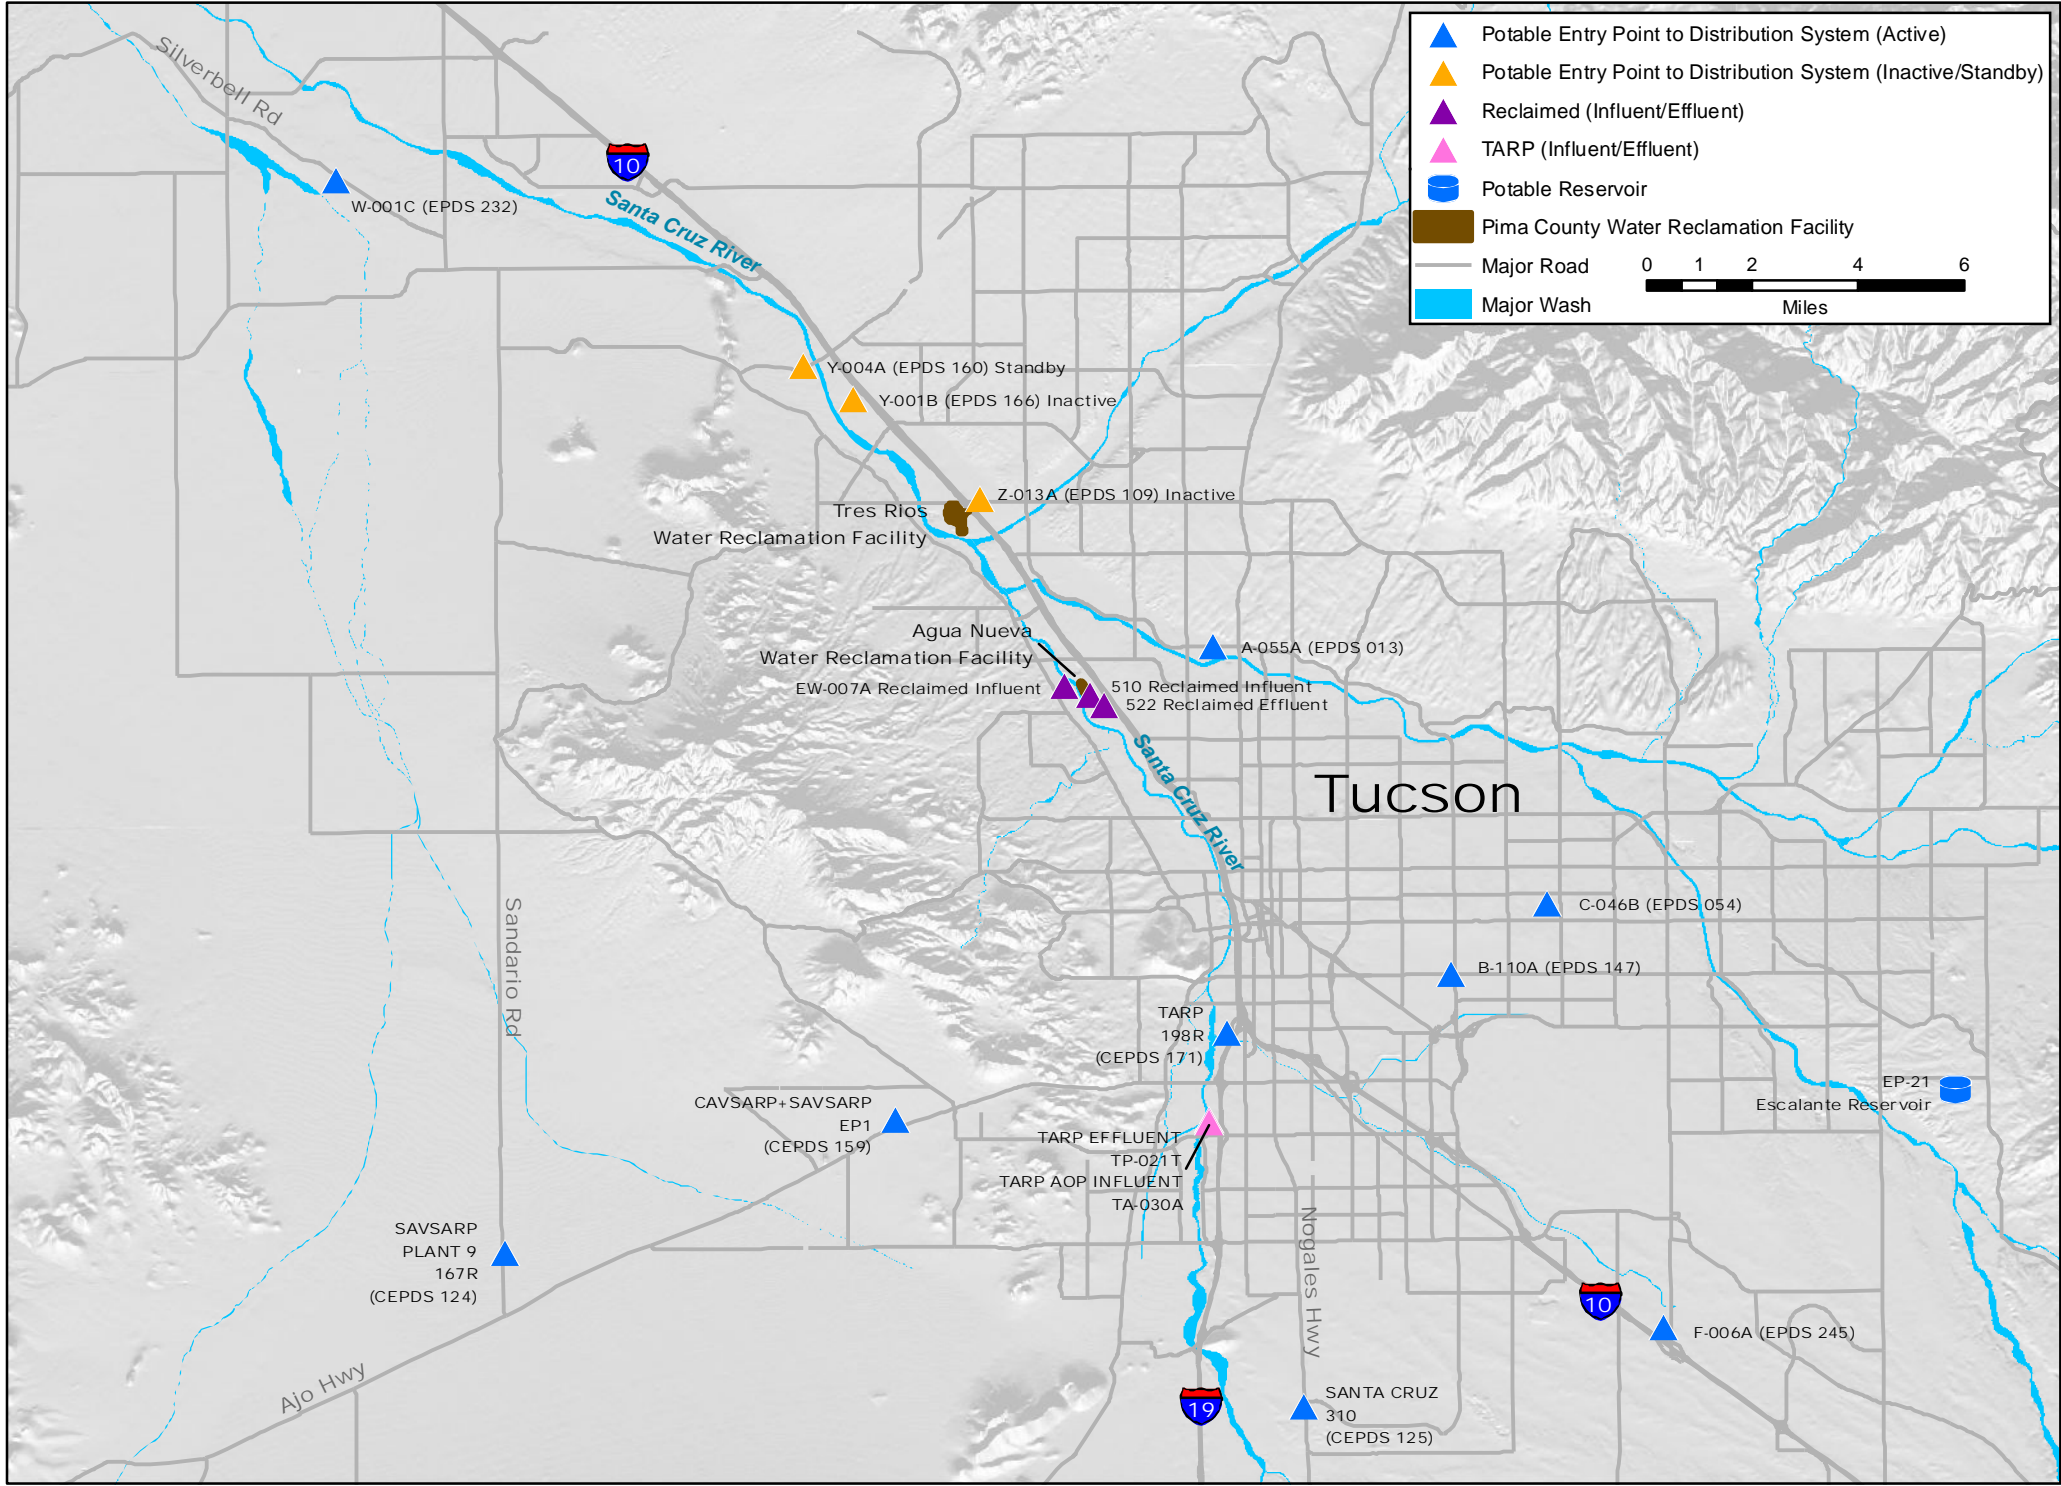 Potable Entry Point to Distribution System (Active)
Potable Entry Point to Distribution System (Inactive/Standby)
Reclaimed (Influent/Effluent)
TARP (Influent/Effluent)
Potable Reservoir
Pima County Water Reclamation Facility
Major Road
0 1 2 4 6
Miles
Major Wash
Silverbell Rd
10
W-001C (EPDS 232)
Santa Cruz River
Y-004A (EPDS 160) Standby
Y-001B (EPDS 166) Inactive
Z-013A (EPDS 109) Inactive
Tres Rios
Water Reclamation Facility
Agua Nueva
Water Reclamation Facility
A-055A (EPDS 013)
EW-007A Reclaimed Influent
510 Reclaimed Influent
522 Reclaimed Effluent
Santa Cruz River
Tucson
Sandario Rd
C-046B (EPDS 054)
B-110A (EPDS 147)
TARP
198R
(CEPDS 171)
EP-21
Escalante Reservoir
CAVSARP+SAVSARP
EP1
(CEPDS 159)
TARP EFFLUENT
TP-021T
TARP AOP INFLUENT
TA-030A
SAVSARP
PLANT 9
167R
(CEPDS 124)
Nogales Hwy
10
F-006A (EPDS 245)
Ajo Hwy
19
SANTA CRUZ
310
(CEPDS 125)